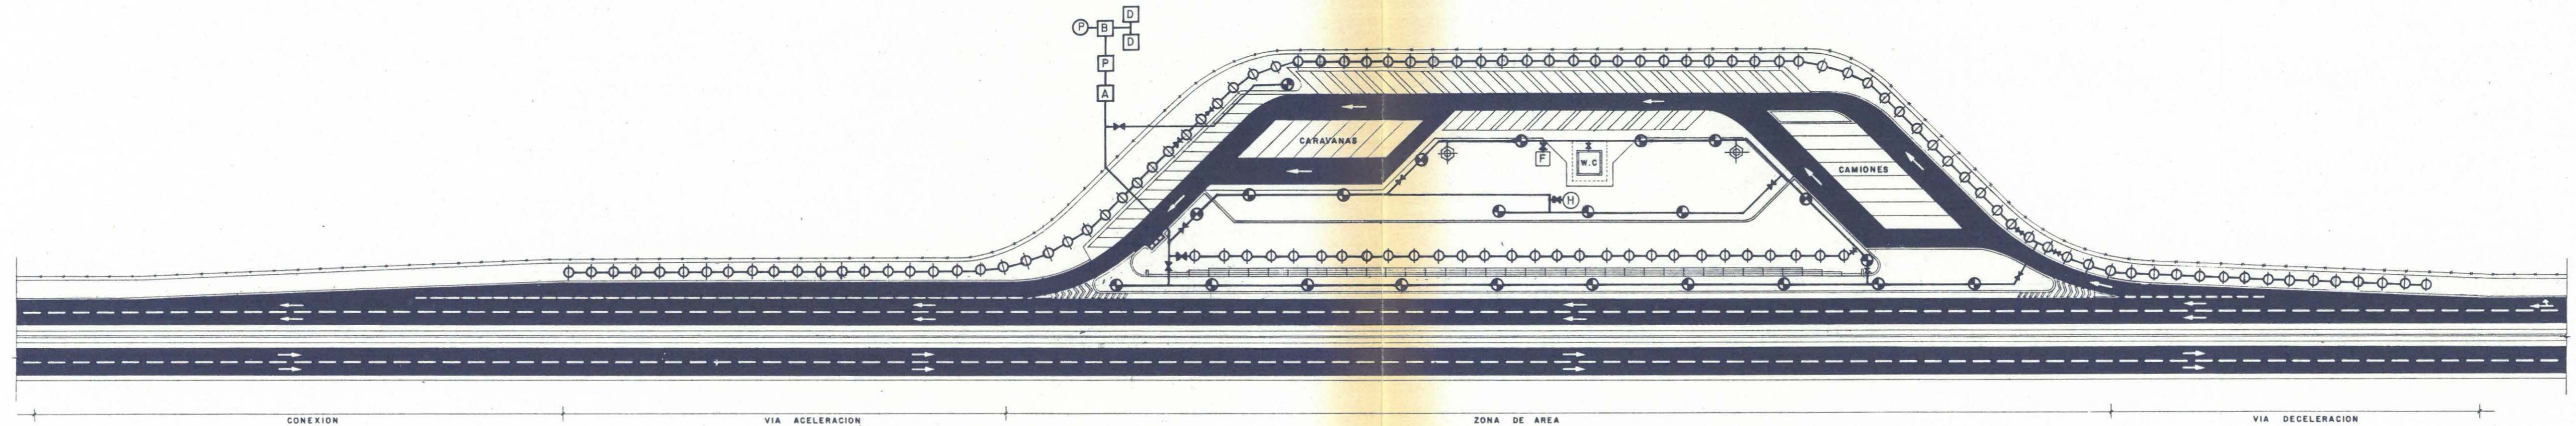 D
P B
D
P
A
CARAVANAS
F
W.C
CAMIONES
H
CONEXION
VIA ACELERACION
ZONA DE AREA
VIA DECELERACION